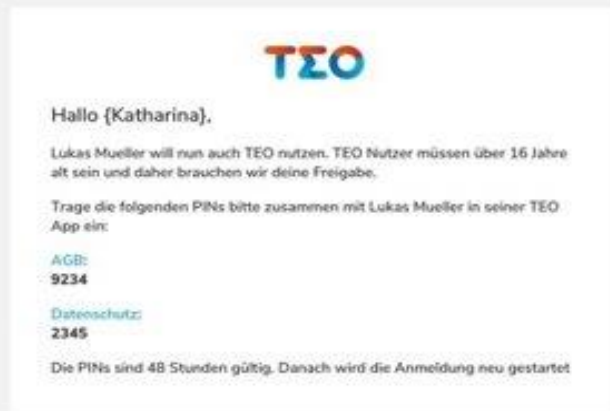 TEO
Hallo {Katharina},
Lukas Mueller will nun auch TEO nutzen. TEO Nutzer müssen über 16 Jahre
alt sein und daher brauchen wir deine Freigabe.
Trage die folgenden PINs bitte zusammen mit Lukas Mueller in seiner TEO
App ein:
AGB:
9234
Datenschutz:
2345
Die PINs sind 48 Stunden gültig. Danach wird die Anmeldung neu gestartet